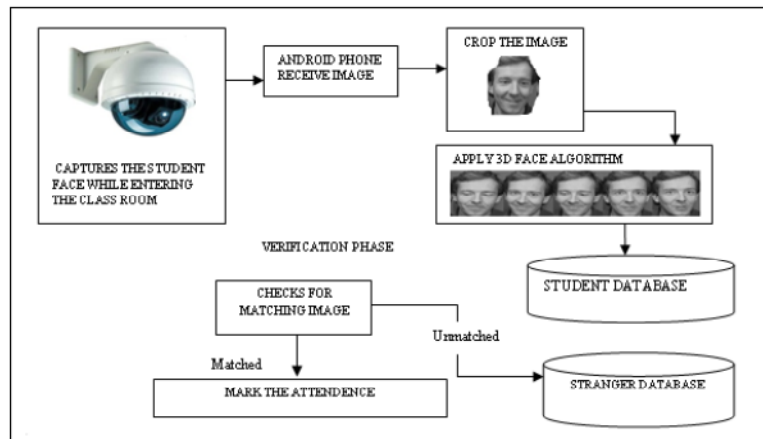 CAPTURES THE STUDENT
FACE WHILE ENTERING
THE CLASS ROOM
ANDROID PHONE
RECEIVE IMAGE
CROP THE IMAGE
APPLY 3D FACE ALGORITHM
STUDENT DATABASE
VERIFICATION PHASE
CHECKS FOR
MATCHING IMAGE
Unmatched
Matched
MARK THE ATTENDENCE
STRANGER DATABASE